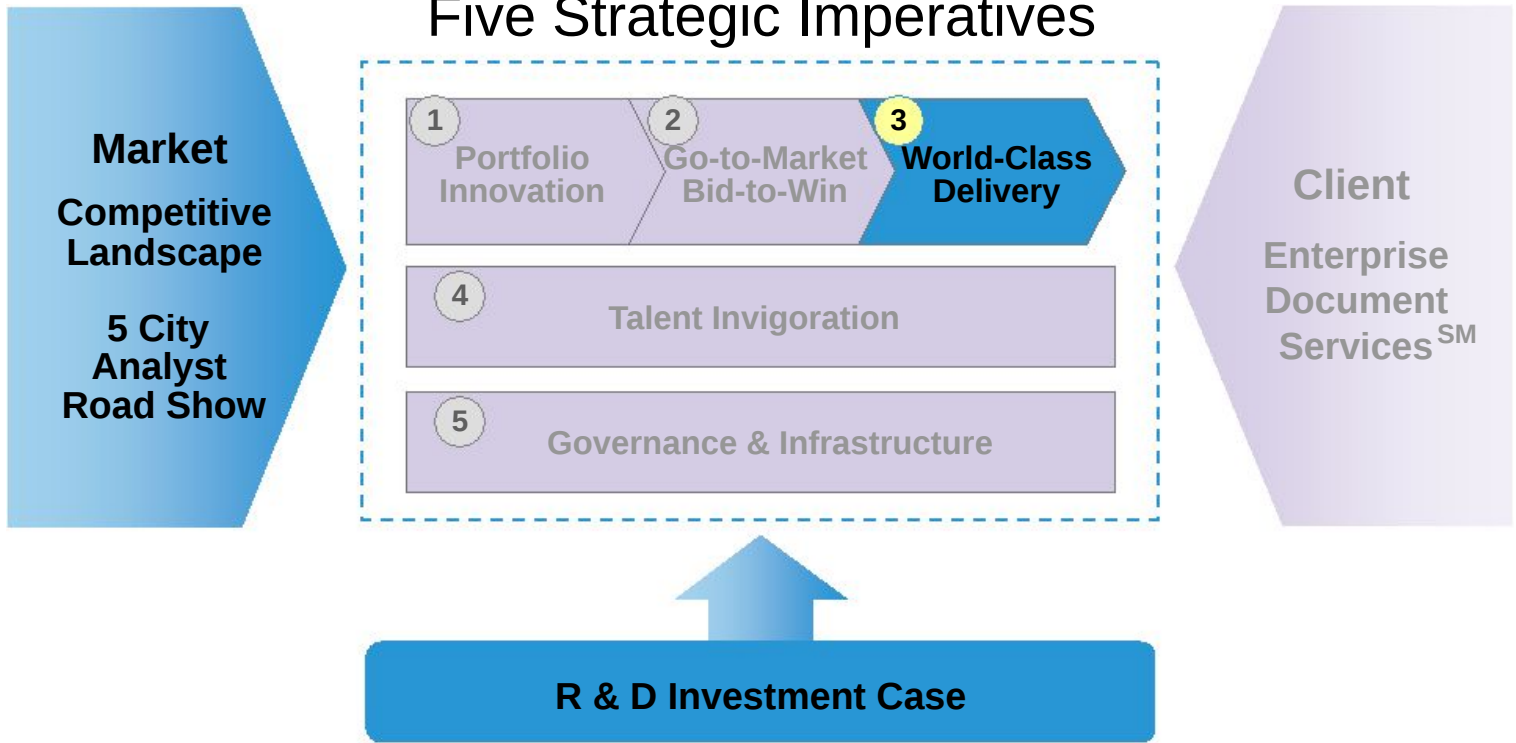 Five Strategic Imperatives
Market
Competitive
Landscape
5 City
Analyst
Road Show
1
Portfolio
Innovation
2
Go-to-Market
Bid-to-Win
3
World-Class
Delivery
4
Talent Invigoration
5
Governance & Infrastructure
Client
Enterprise
Document
Services SM
R & D Investment Case